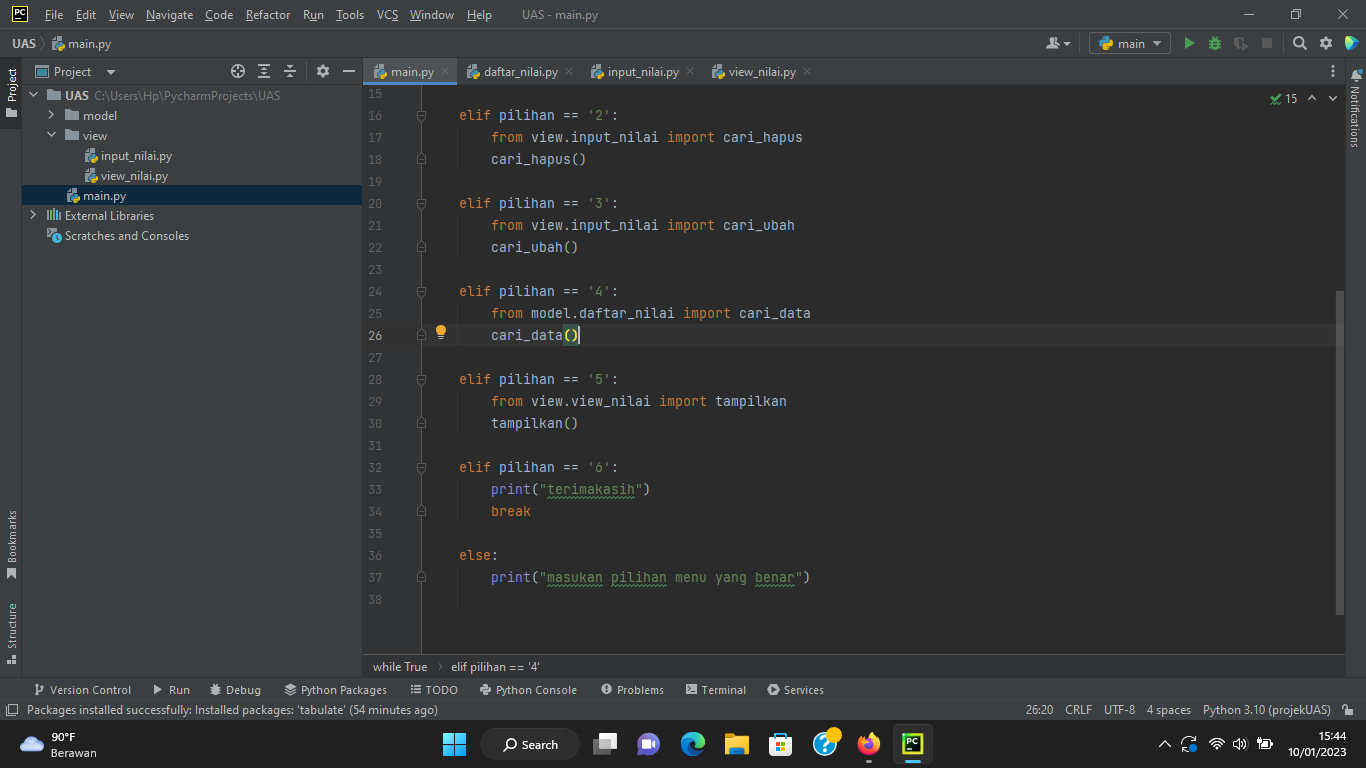 PC File Edit View Navigate Code Refactor Run Tools VCS Window Help UAS - main.py
UAS main.py main
Project
Project
main.py daftar_nilai.py input_nilai.py view_nilai.py
Notifications
UAS C:\Users\Hp\PycharmProjects\UAS
model
view
input_nilai.py
view_nilai.py
main.py
External Libraries
Scratches and Consoles
15
15
16 elif pilihan == '2':
17 from view.input_nilai import cari_hapus
18 cari_hapus()
19
20 elif pilihan == '3':
21 from view.input_nilai import cari_ubah
22 cari_ubah()
23
24 elif pilihan == '4':
25 from model.daftar_nilai import cari_data
26 cari_data()
27
28 elif pilihan == '5':
29 from view.view_nilai import tampilkan
30 tampilkan()
31
32 elif pilihan == '6':
33 print("terimakasih")
34 break
35
36 else:
37 print("masukan pilihan menu yang benar")
38
Bookmarks
Structure
while True elif pilihan == '4'
Version Control Run Debug Python Packages TODO Python Console Problems Terminal Services
Packages installed successfully: Installed packages: 'tabulate' (54 minutes ago) 26:20 CRLF UTF-8 4 spaces Python 3.10 (projekUAS)
90°F
Berawan
Search
PC
15:44
10/01/2023